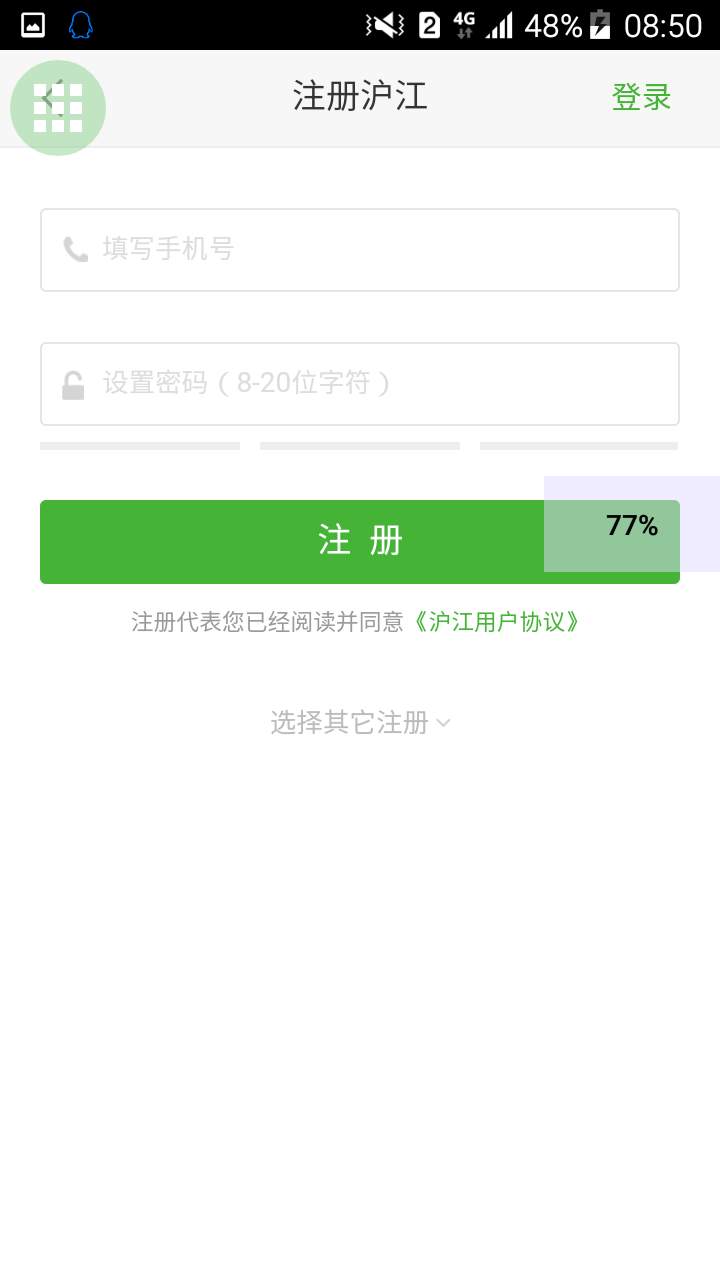 2 4G 48% 08:50
注册沪江 登录
填写手机号
设置密码（8-20位字符）
注 册
77%
注册代表您已经阅读并同意《沪江用户协议》
选择其它注册